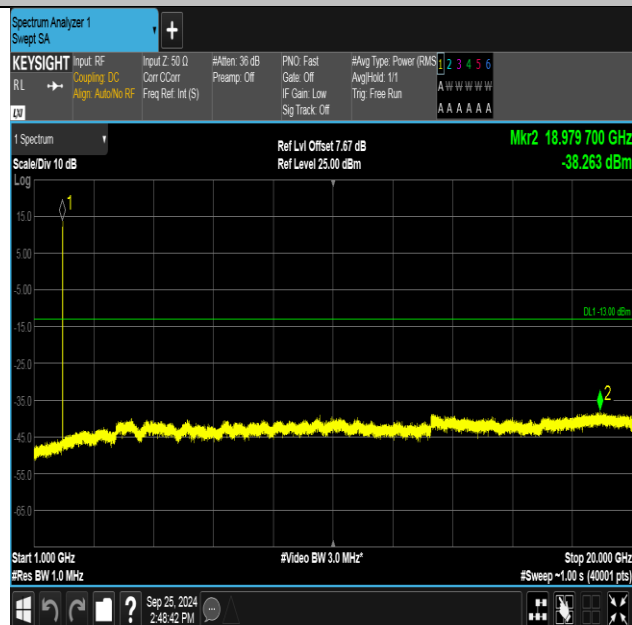 Spectrum Analyzer 1
Swept SA
+
KEYSIGHT Input: RF Input Z: 50 Ω #Atten: 36 dB PNO: Fast #Avg Type: Power (RMS 1 2 3 4 5 6
RL Coupling: DC Corr CCorr Preamp: Off Gate: Off Avg|Hold: 1/1 A W W W W W
Align: Auto/No RF Freq Ref: Int (S) IF Gain: Low Trig: Free Run
LXI Sig Track: Off A A A A A A
1 Spectrum
Ref Lvl Offset 7.67 dB Mkr2 18.979 700 GHz
Scale/Div 10 dB Ref Level 25.00 dBm -38.263 dBm
Log
1
15.0
5.00
-5.00
DL1 -13.00 dBm
-15.0
-25.0
-35.0
2
-45.0
-55.0
-65.0
Start 1.000 GHz #Video BW 3.0 MHz* Stop 20.000 GHz
#Res BW 1.0 MHz #Sweep ~1.00 s (40001 pts)
? Sep 25, 2024
2:48:42 PM